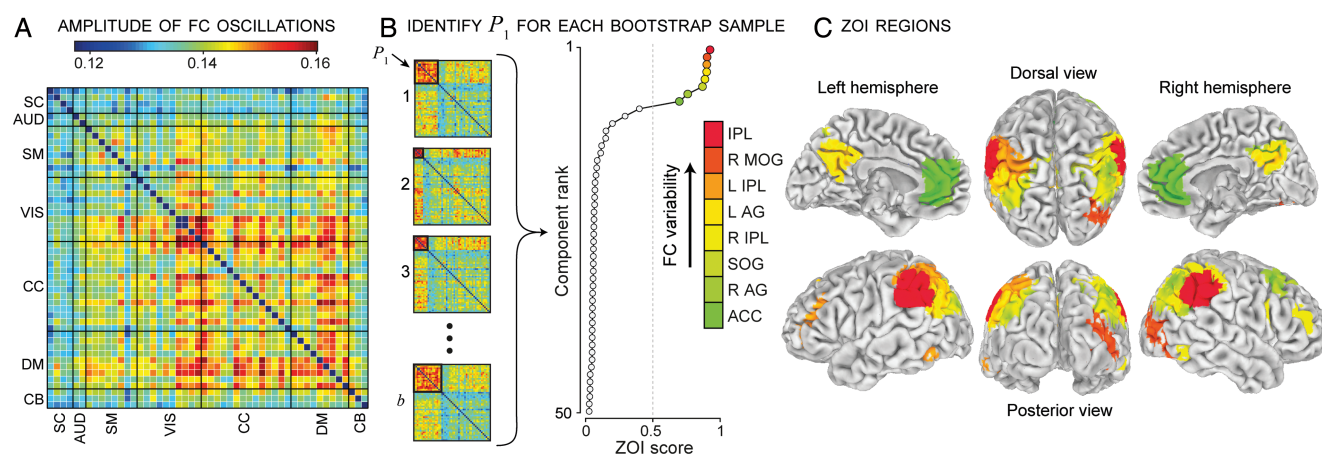 A AMPLITUDE OF FC OSCILLATIONS
0.12 0.14 0.16
SC
AUD
SM
VIS
CC
DM
CB
SC AUD SM VIS CC DM CB
B IDENTIFY P1 FOR EACH BOOTSTRAP SAMPLE
P1
1
2
3
b
1
Component rank
50
0 0.5 1
ZOI score
FC variability
IPL
R MOG
L IPL
L AG
R IPL
SOG
R AG
ACC
C ZOI REGIONS
Left hemisphere
Dorsal view
Right hemisphere
Posterior view